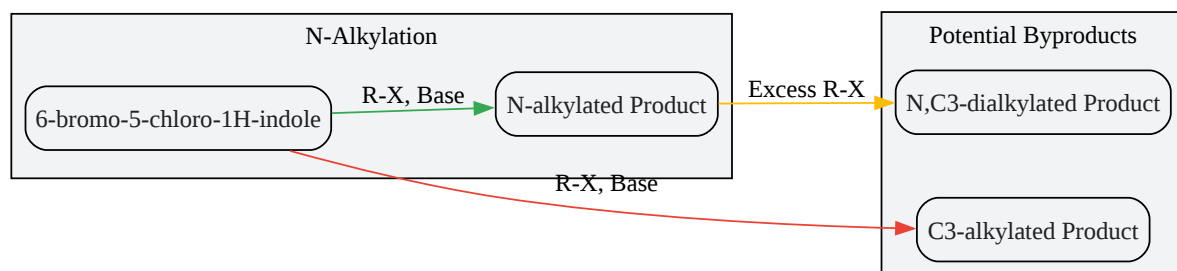 N-Alkylation
Potential Byproducts
6-bromo-5-chloro-1H-indole
R-X, Base
N-alkylated Product
Excess R-X
N,C3-dialkylated Product
R-X, Base
C3-alkylated Product